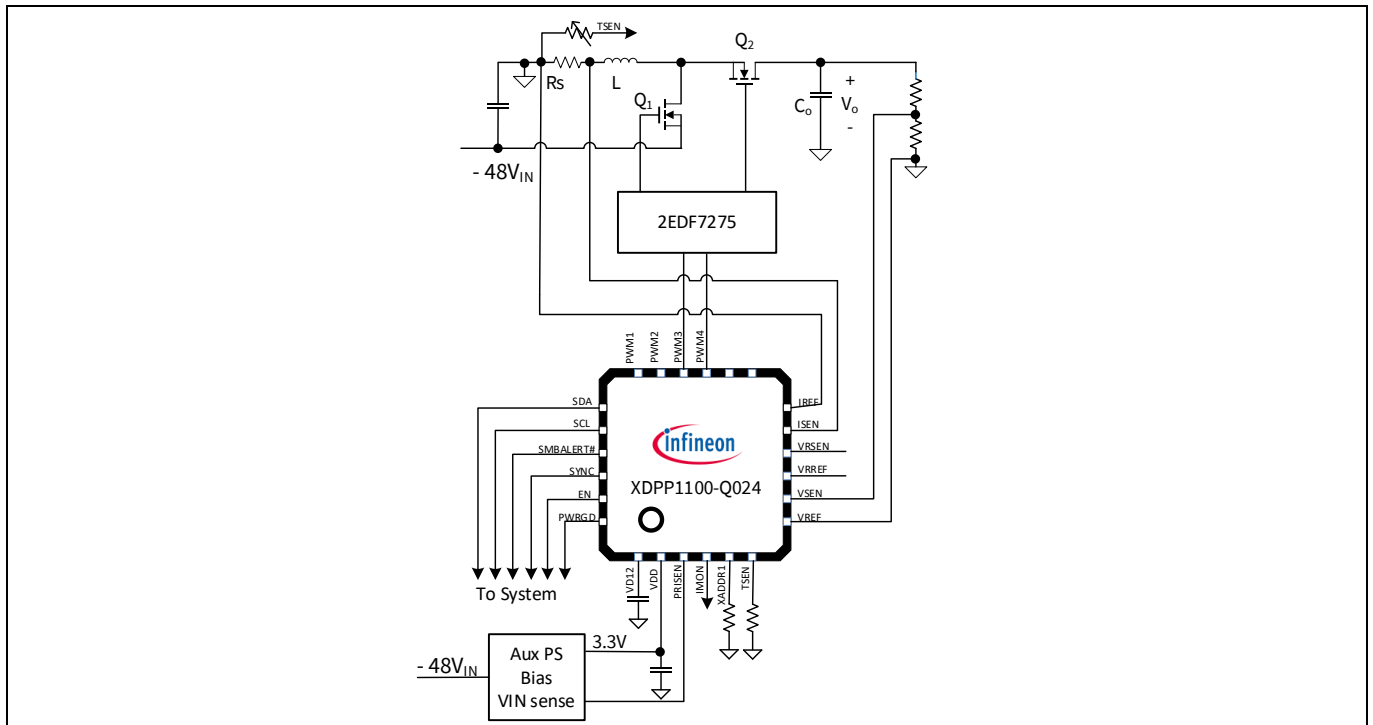 TSEN
Q2
Rs
L
Q1
Co
+
Vo
-
- 48VIN
2EDF7275
PWM1
PWM2
PWM3
PWM4
SDA
SCL
SMBALERT#
SYNC
EN
PWRGD
IREF
ISEN
VRSEN
VRREF
VSEN
VREF
infineon
XDPP1100-Q024
VD12
VDD
PRISEN
IMON
XADDR1
TSEN
To System
3.3V
- 48VIN
Aux PS
Bias
VIN sense